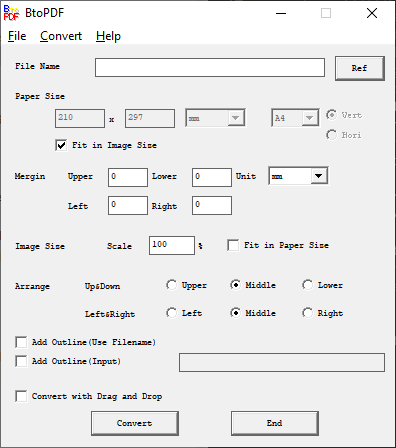 B to PDF BtoPDF
File Convert Help
File Name Ref
Paper Size
210 x 297 mm A4 Vert
Hori
Fit in Image Size
Mergin Upper 0 Lower 0 Unit mm
Left 0 Right 0
Image Size Scale 100 % Fit in Paper Size
Arrange Up&Down Upper Middle Lower
Left&Right Left Middle Right
Add Outline(Use Filename)
Add Outline(Input)
Convert with Drag and Drop
Convert End